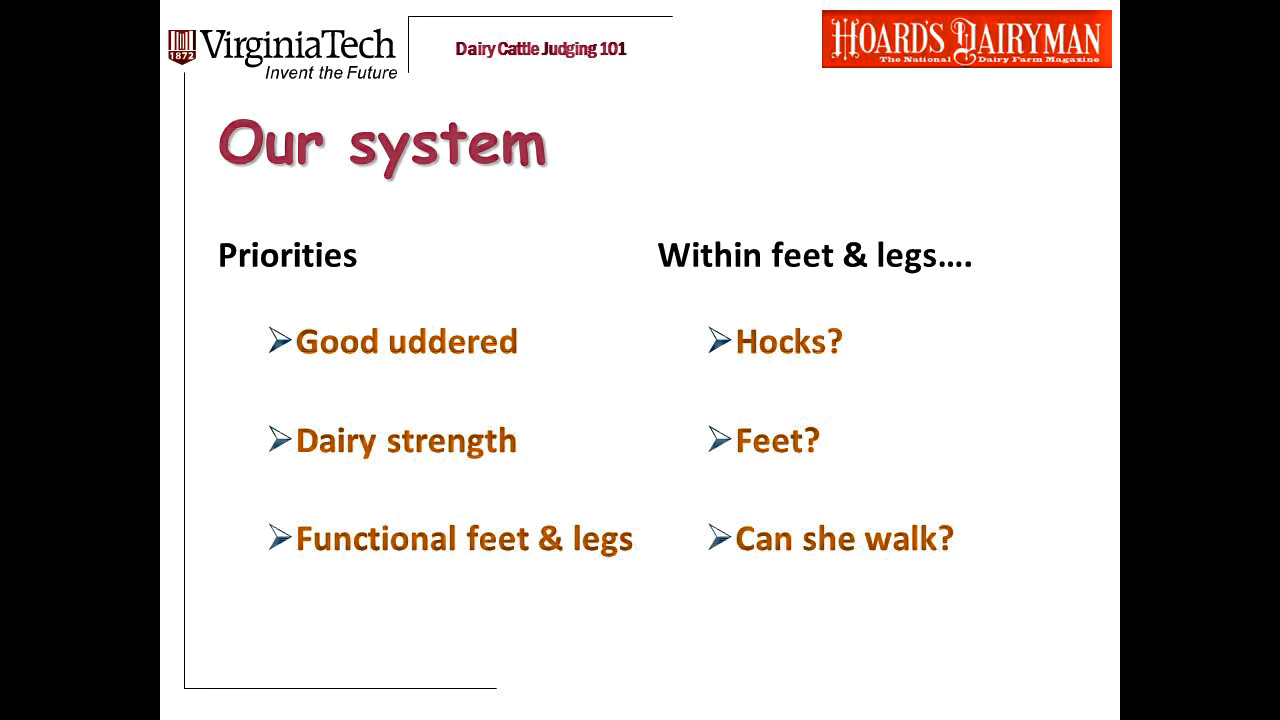 1872
VirginiaTech
Invent the Future
Dairy Cattle Judging 101
HOARD'S DAIRYMAN
The National Dairy Farm Magazine
Our system
Priorities
Good uddered
Dairy strength
Functional feet & legs
Within feet & legs....
Hocks?
Feet?
Can she walk?